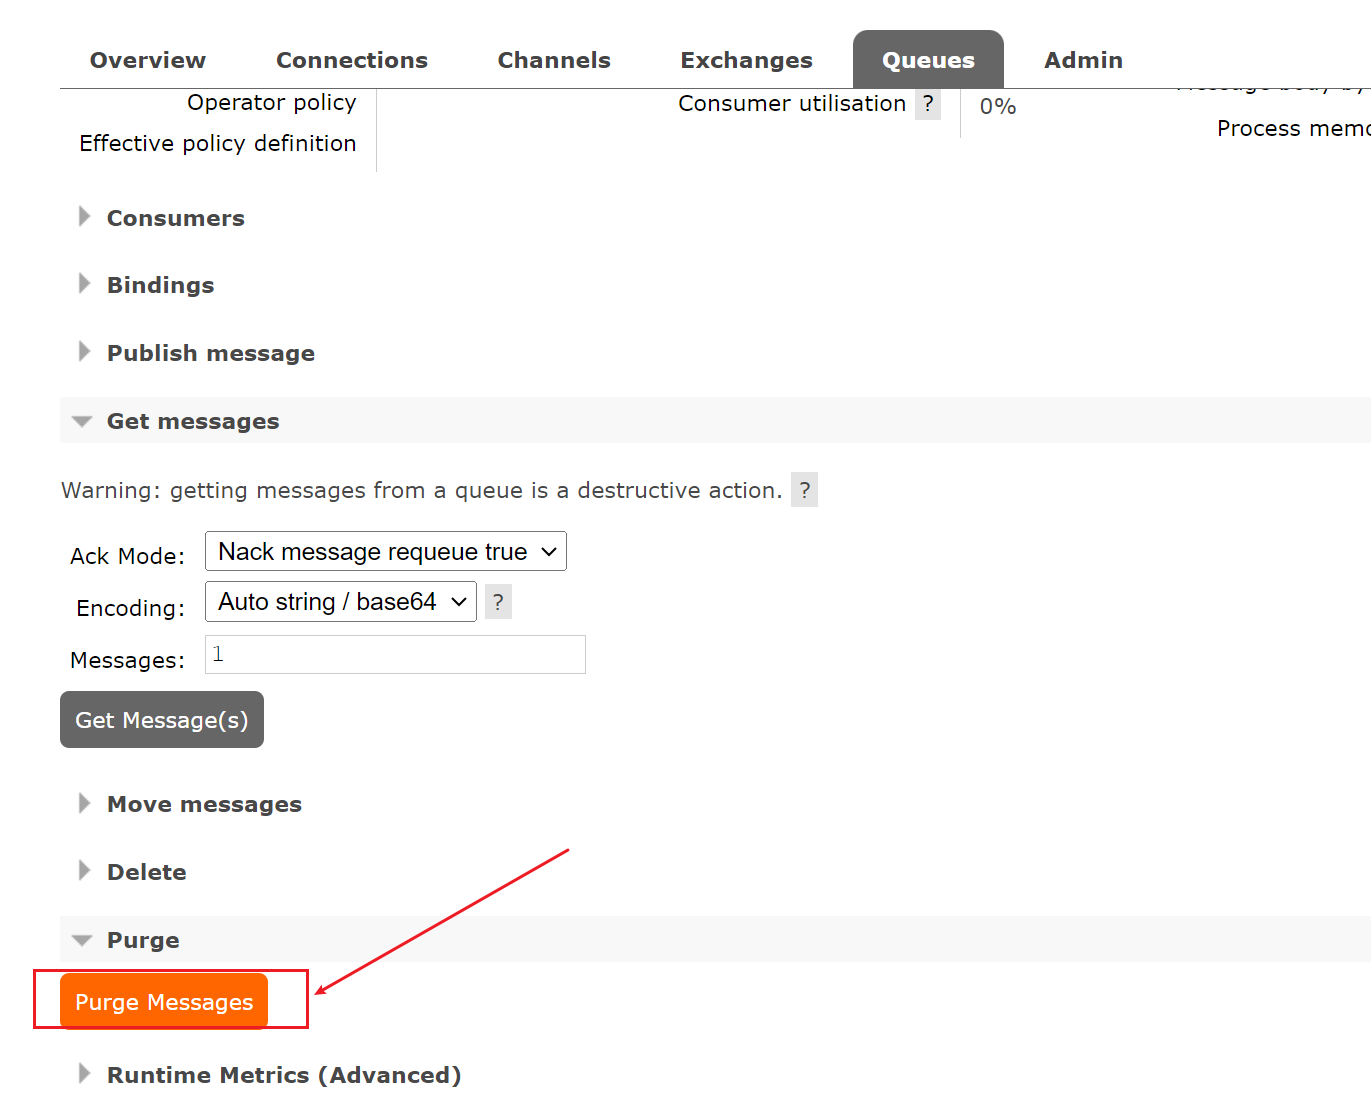 Overview Connections Channels Exchanges Queues Admin
Operator policy Consumer utilisation ? 0%
Effective policy definition Process
Consumers
Bindings
Publish message
Get messages
Warning: getting messages from a queue is a destructive action. ?
Ack Mode: Nack message requeue true
Encoding: Auto string / base64 ?
Messages: 1
Get Message(s)
Move messages
Delete
Purge
Purge Messages
Runtime Metrics (Advanced)